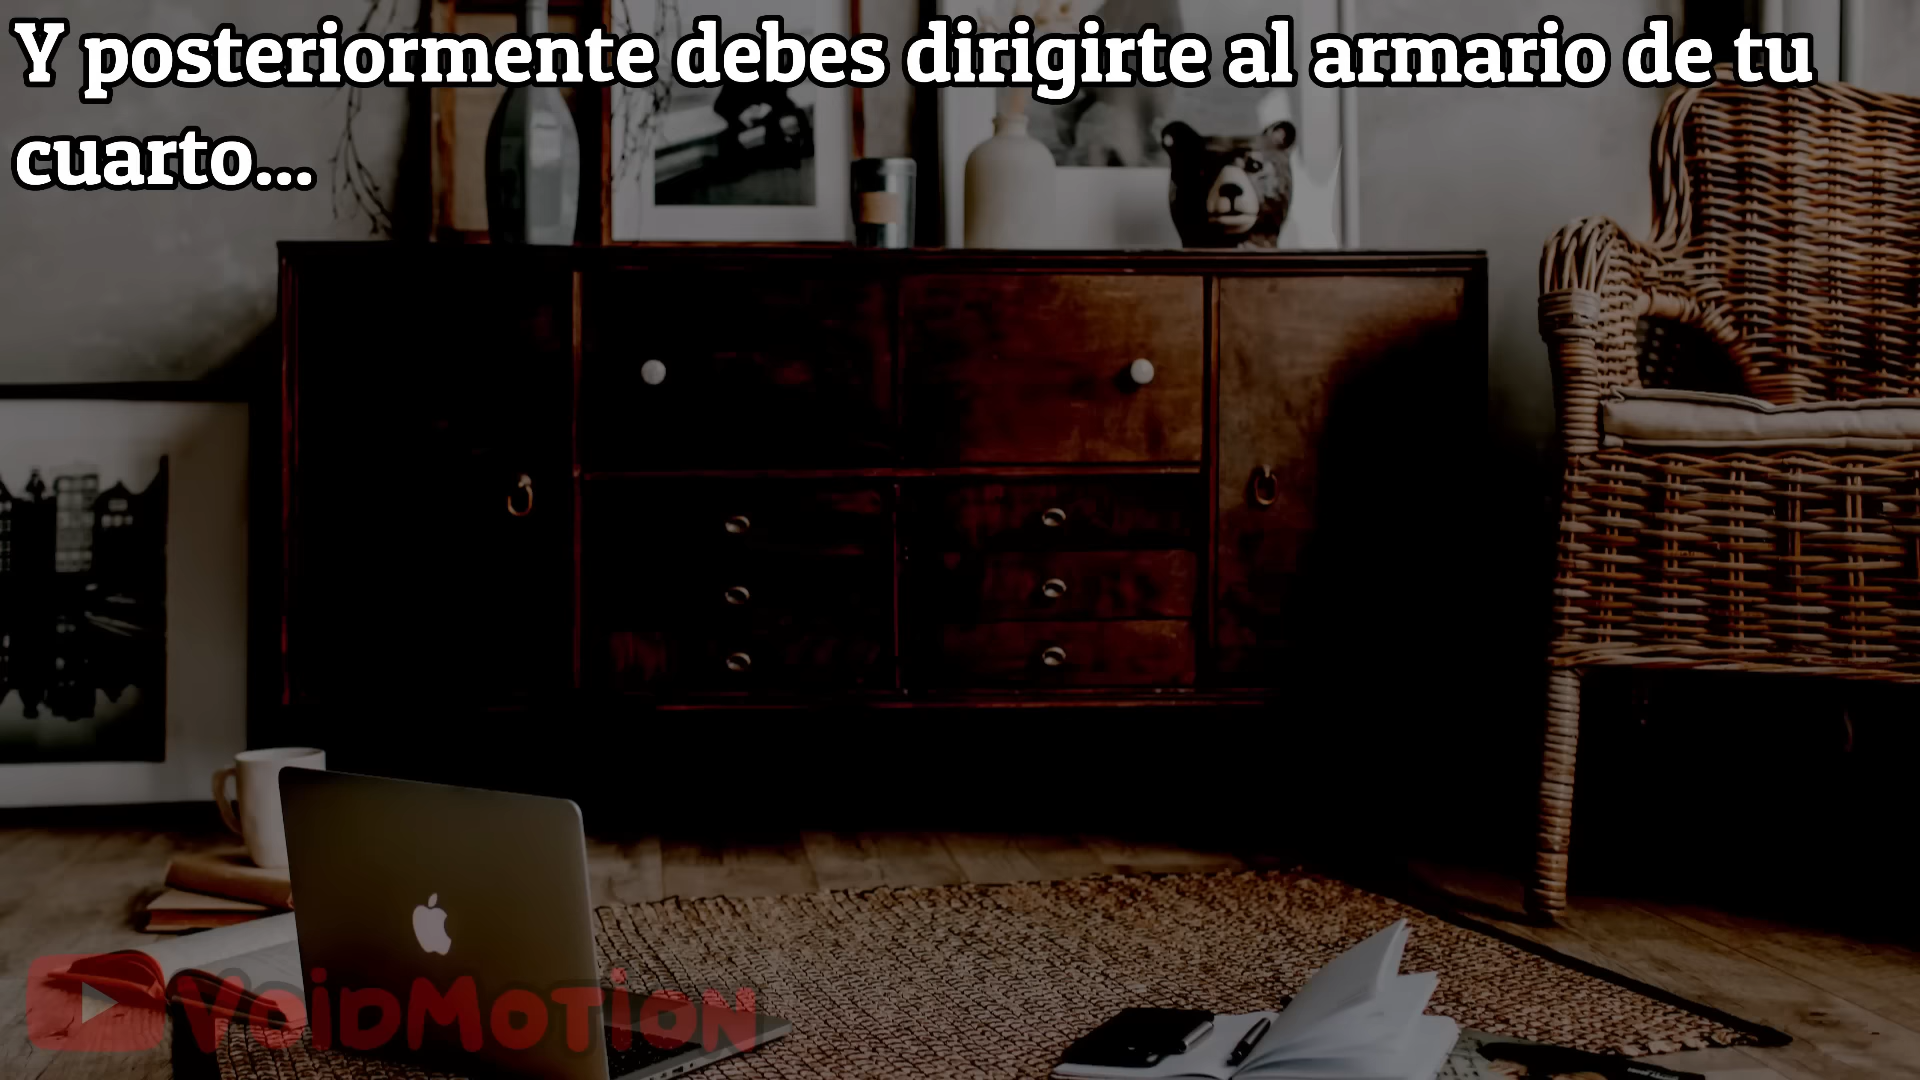 Y posteriormente debes dirigirte al armario de tu
cuarto...
VoiDMoTioN